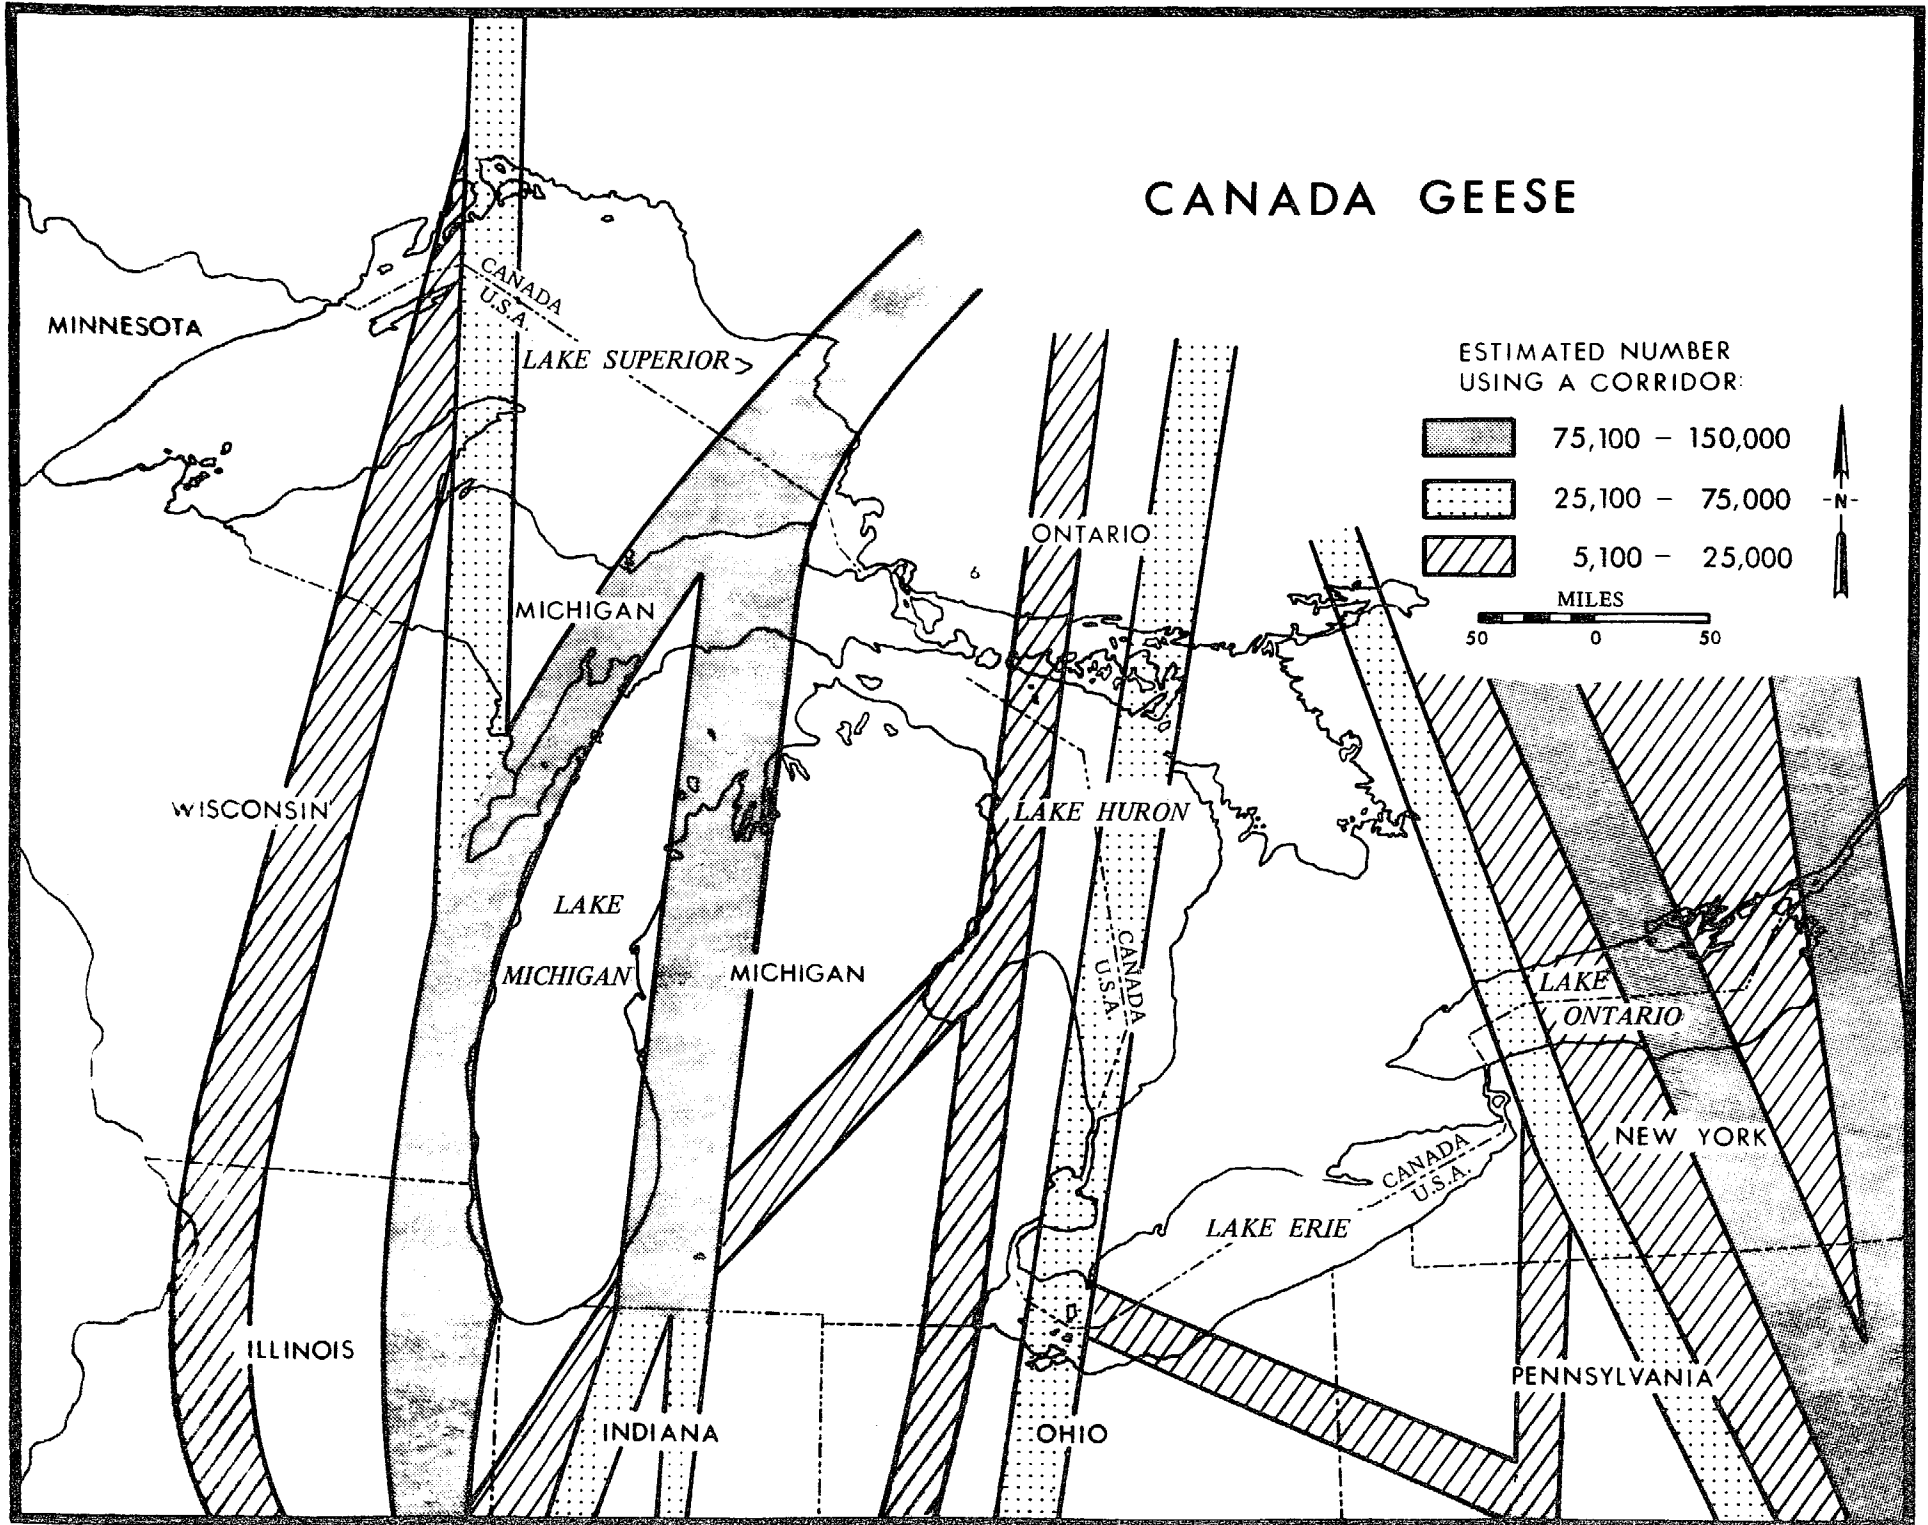 CANADA GEESE
CANADA
U.S.A.
MINNESOTA
LAKE SUPERIOR
ESTIMATED NUMBER
USING A CORRIDOR:
75,100 – 150,000
25,100 – 75,000
5,100 – 25,000
-N-
MILES
50 0 50
ONTARIO
6
MICHIGAN
WISCONSIN
LAKE HURON
LAKE
MICHIGAN
MICHIGAN
CANADA
U.S.A.
LAKE
ONTARIO
NEW YORK
CANADA
U.S.A.
LAKE ERIE
ILLINOIS
PENNSYLVANIA
INDIANA
OHIO